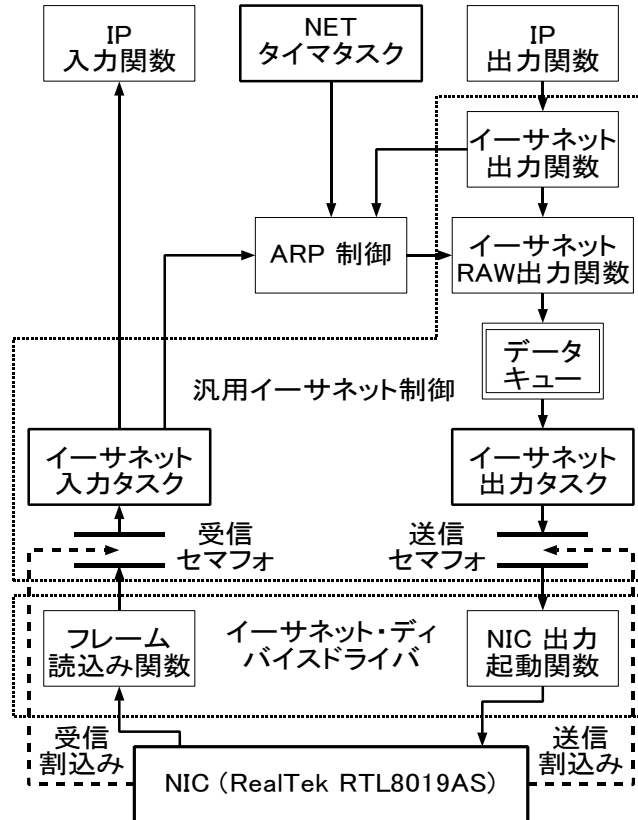 IP
入力関数
NET
タイマタスク
IP
出力関数
イーサネット
出力関数
ARP 制御
イーサネット
RAW出力関数
データ
キュー
汎用イーサネット制御
イーサネット
入力タスク
イーサネット
出力タスク
受信
セマフォ
送信
セマフォ
フレーム
読込み関数
イーサネット・ディ
バイスドライバ
NIC 出力
起動関数
受信
割込み
送信
割込み
NIC (RealTek RTL8019AS)